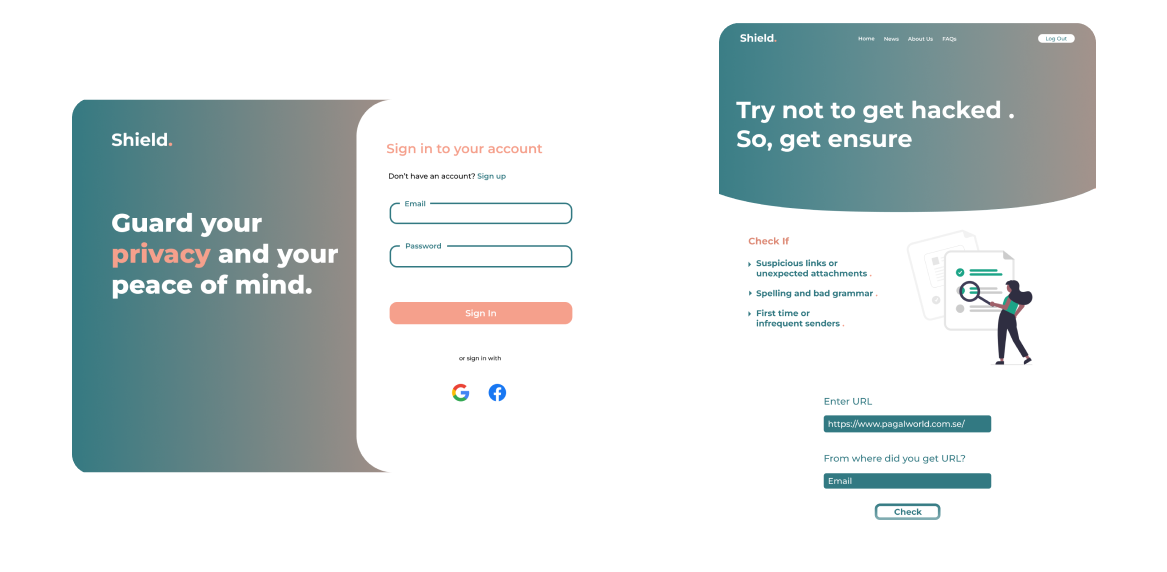 Shield.
Guard your
privacy and your
peace of mind.
Sign in to your account
Don't have an account? Sign up
Email
Password
Sign In
or sign in with
Shield.
Home News About Us FAQs
Log Out
Try not to get hacked .
So, get ensure
Check If
Suspicious links or
unexpected attachments .
Spelling and bad grammar .
First time or
infrequent senders .
Enter URL
https://www.pagalworld.com.se/
From where did you get URL?
Email
Check